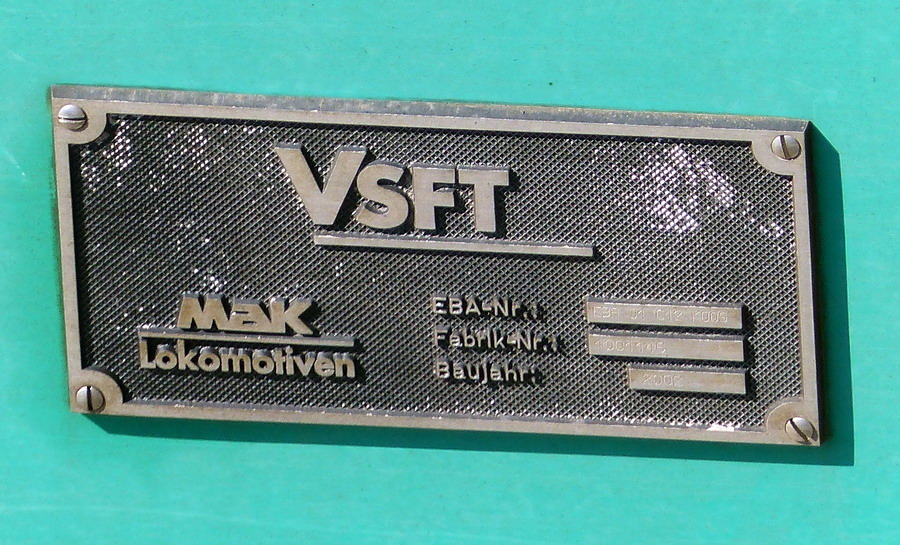 VSFT
MaK
Lokomotiven
EBA-Nr.:
Fabrik-Nr.:
Baujahr: